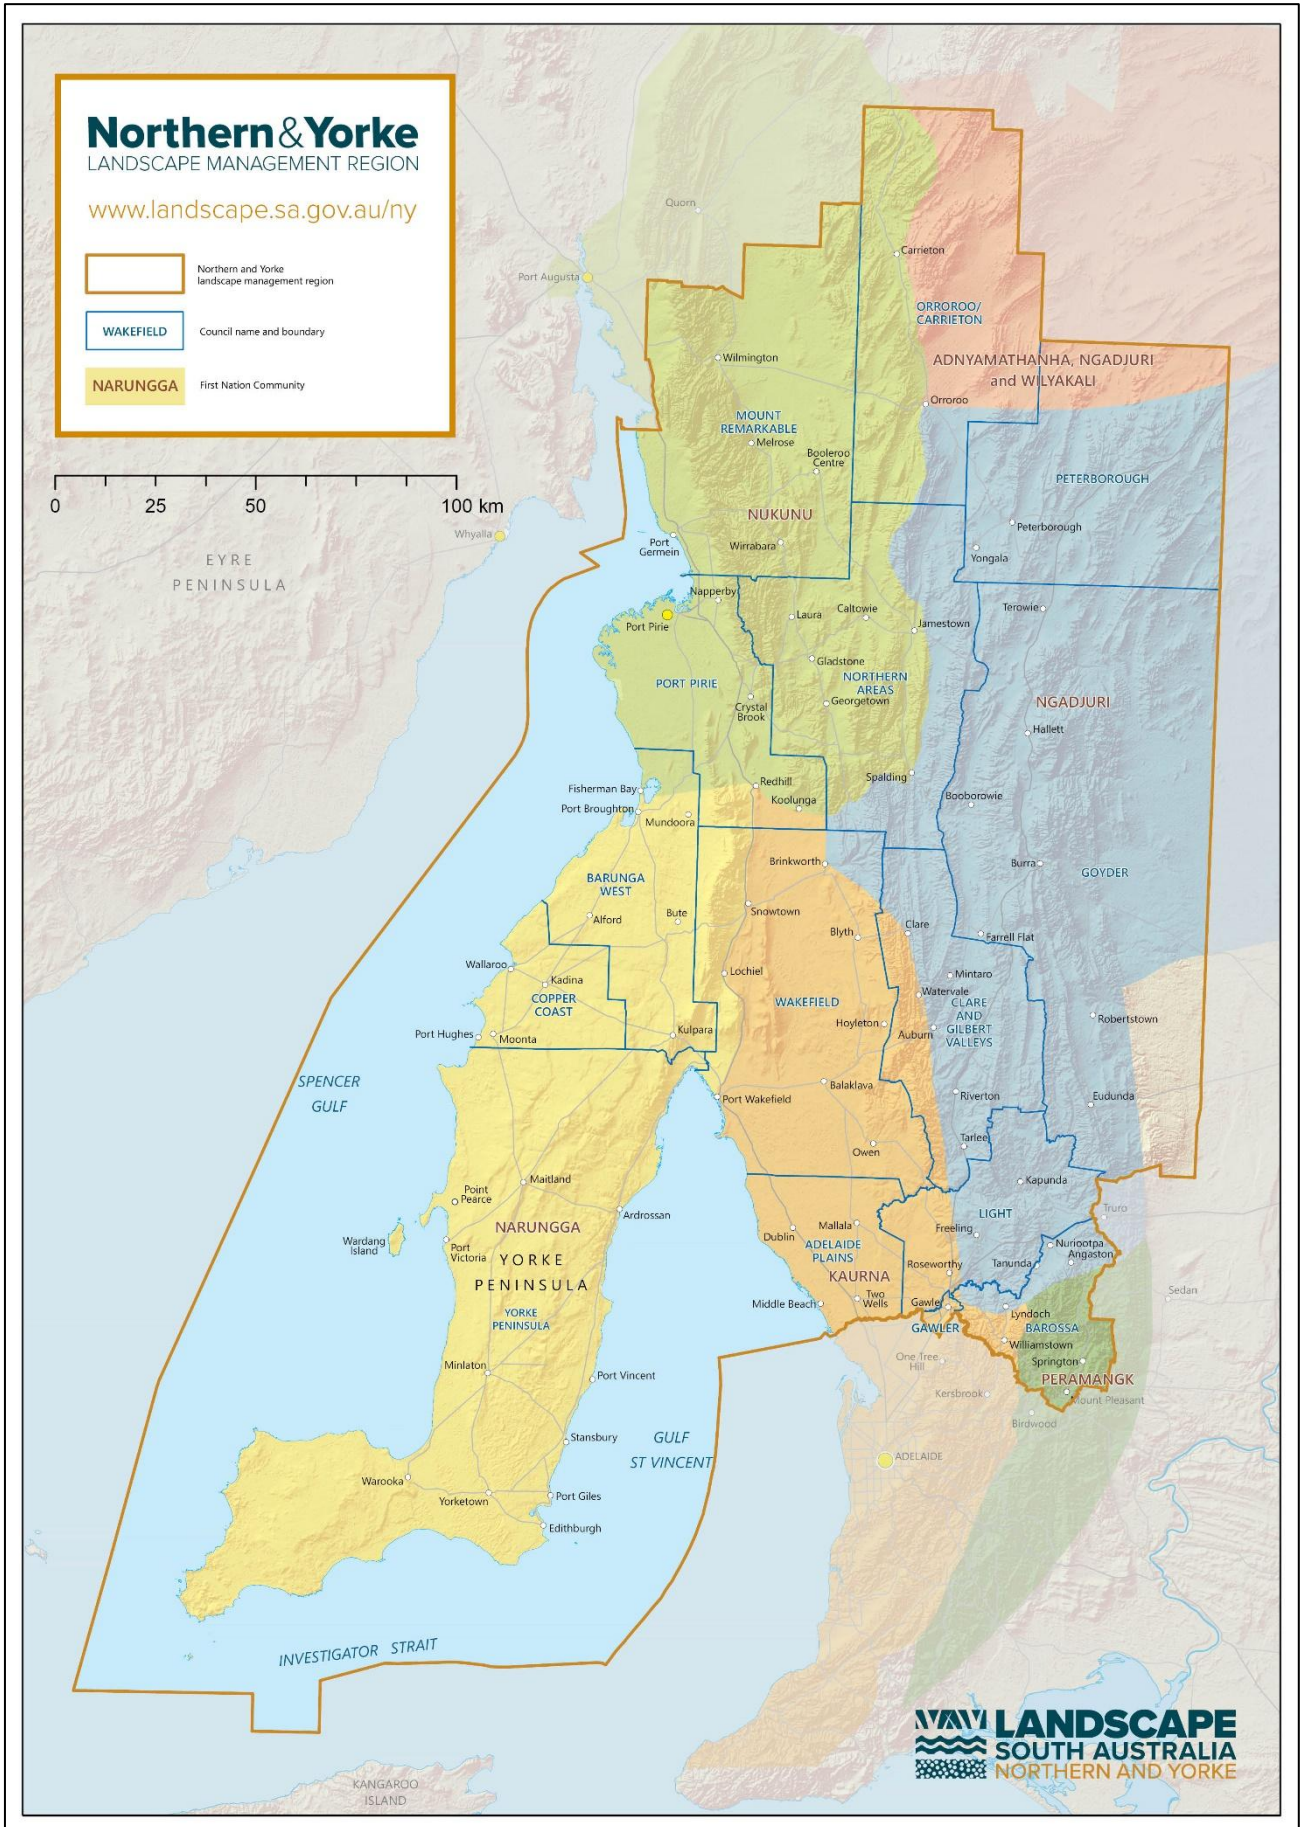 Northern&Yorke
LANDSCAPE MANAGEMENT REGION
www.landscape.sa.gov.au/ny
Northern and Yorke
landscape management region
WAKEFIELD
Council name and boundary
NARUNGGA
First Nation Community
0
25
50
100 km
Quorn
Port Augusta
Carrieton
ORROROO/
CARRIETON
Wilmington
ADNYAMATHANHA, NGADJURI
and WILYAKALI
Orroroo
MOUNT
REMARKABLE
Melrose
Booleroo
Centre
PETERBOROUGH
NUKUNU
Peterborough
Whyalla
Port
Germein
Wirrabara
Yongala
EYRE
PENINSULA
Napperby
Port Pirie
Laura
Caltowie
Terowie
Jamestown
Gladstone
PORT PIRIE
NORTHERN
AREAS
Georgetown
Crystal
Brook
NGADJURI
Hallett
Fisherman Bay
Redhill
Spalding
Port Broughton
Koolunga
Booborowie
Mundoora
Brinkworth
Burra
GOYDER
BARUNGA
WEST
Alford
Bute
Snowtown
Blyth
Clare
Farrell Flat
Wallaroo
Kadina
Lochiel
Mintaro
Watervale
COPPER
COAST
WAKEFIELD
CLARE
AND
GILBERT
VALLEYS
Robertstown
Port Hughes
Moonta
Kulpara
Hoyleton
Auburn
SPENCER
GULF
Balaklava
Port Wakefield
Riverton
Eudunda
Tarlee
Owen
Maitland
Kapunda
Point
Pearce
NARUNGGA
Ardrossan
LIGHT
Truro
Wardang
Island
Port
Victoria
YORKE
PENINSULA
Dublin
Mallala
Freeling
ADELAIDE
PLAINS
Nuriootpa
Angaston
KAURNA
Roseworthy
Tanunda
Sedan
YORKE
PENINSULA
Middle Beach
Two
Wells
Gawler
Lyndoch
GAWLER
BAROSSA
Williamstown
One Tree
Hill
Springton
Minlaton
Port Vincent
PERAMANGK
Kersbrook
Mount Pleasant
Birdwood
Stansbury
GULF
ST VINCENT
ADELAIDE
Warooka
Yorketown
Port Giles
Edithburgh
INVESTIGATOR STRAIT
KANGAROO
ISLAND
LANDSCAPE
SOUTH AUSTRALIA
NORTHERN AND YORKE